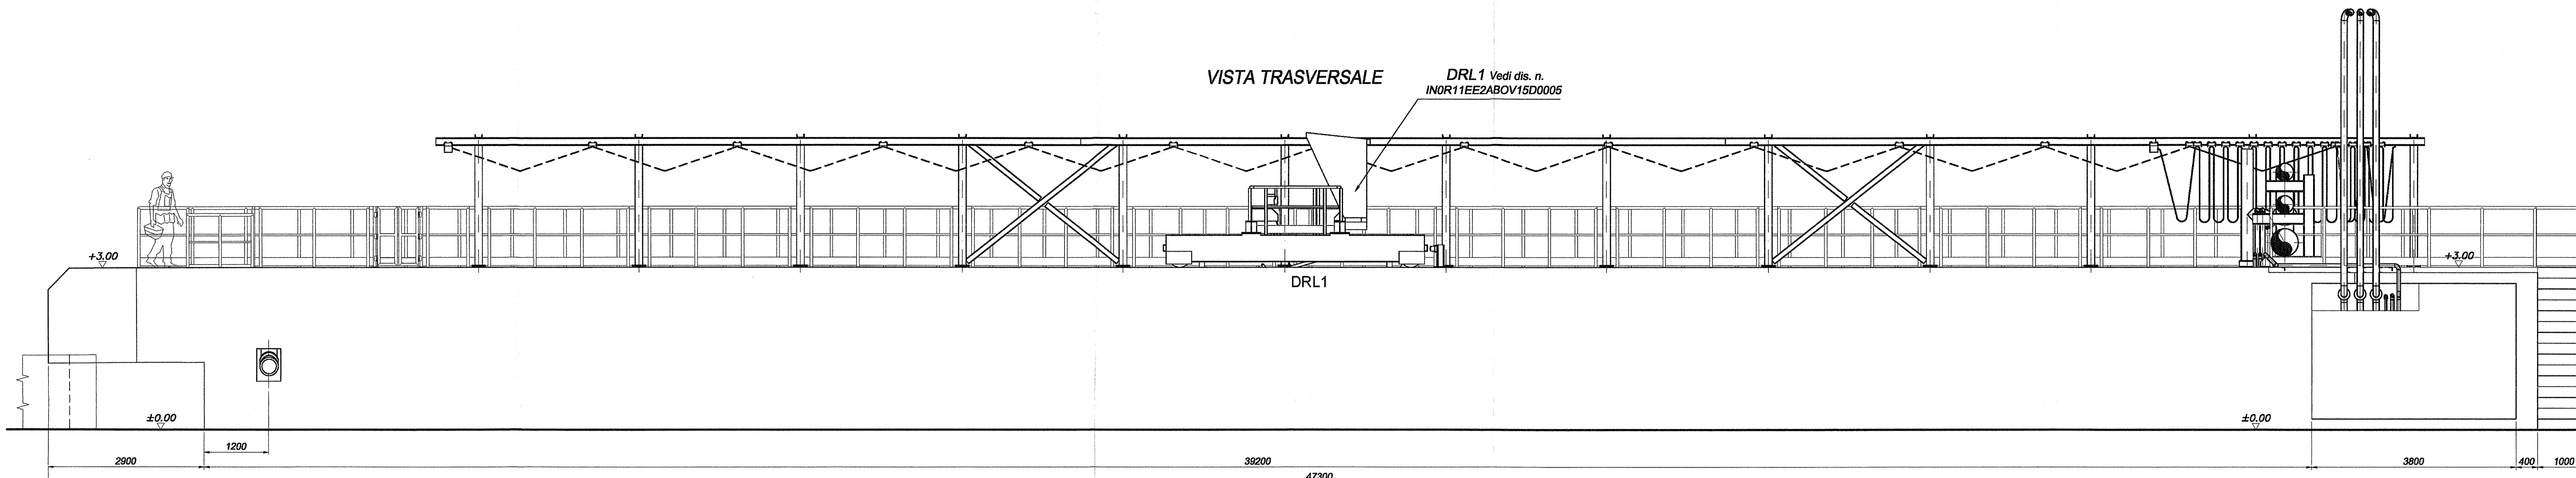 VISTA TRASVERSALE
DRL1 Vedi dis. n.
IN0R11EE2ABOV15D0005
+3.00
+3.00
DRL1
±0.00
±0.00
1200
2900
39200
3800
400
1000
47300